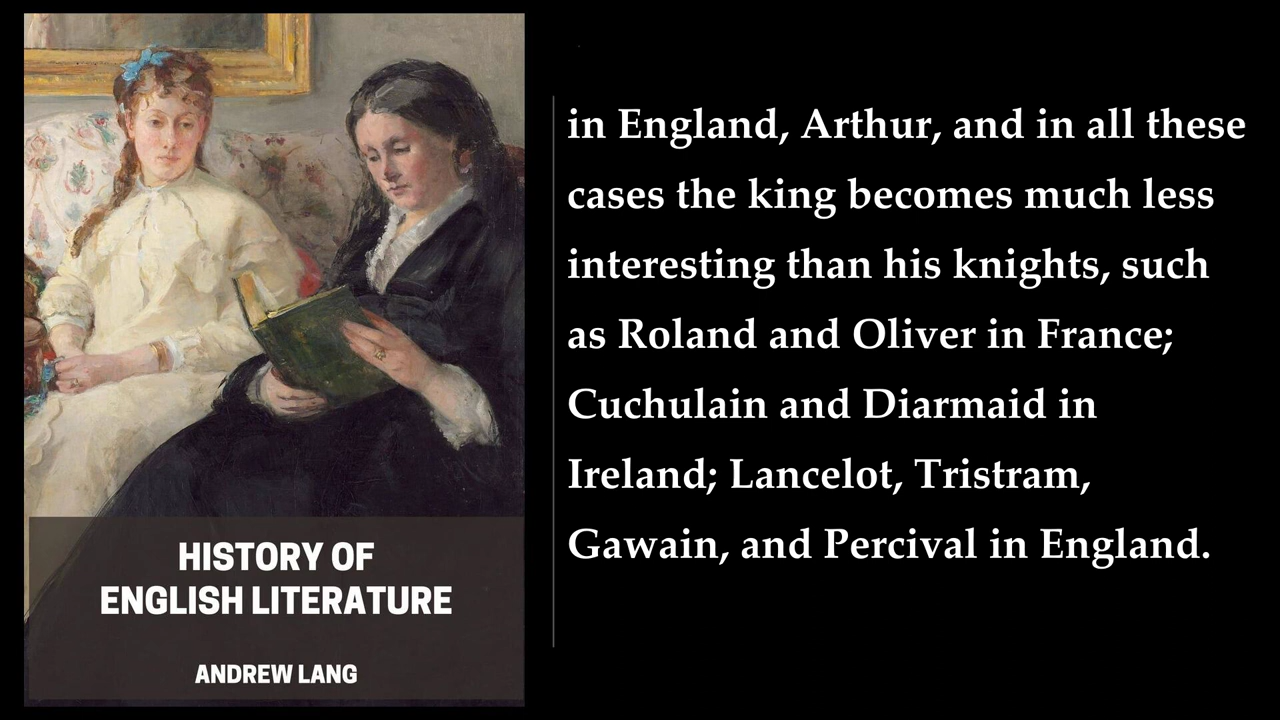 HISTORY OF
ENGLISH LITERATURE
ANDREW LANG
in England, Arthur, and in all these
cases the king becomes much less
interesting than his knights, such
as Roland and Oliver in France;
Cuchulain and Diarmaid in
Ireland; Lancelot, Tristram,
Gawain, and Percival in England.